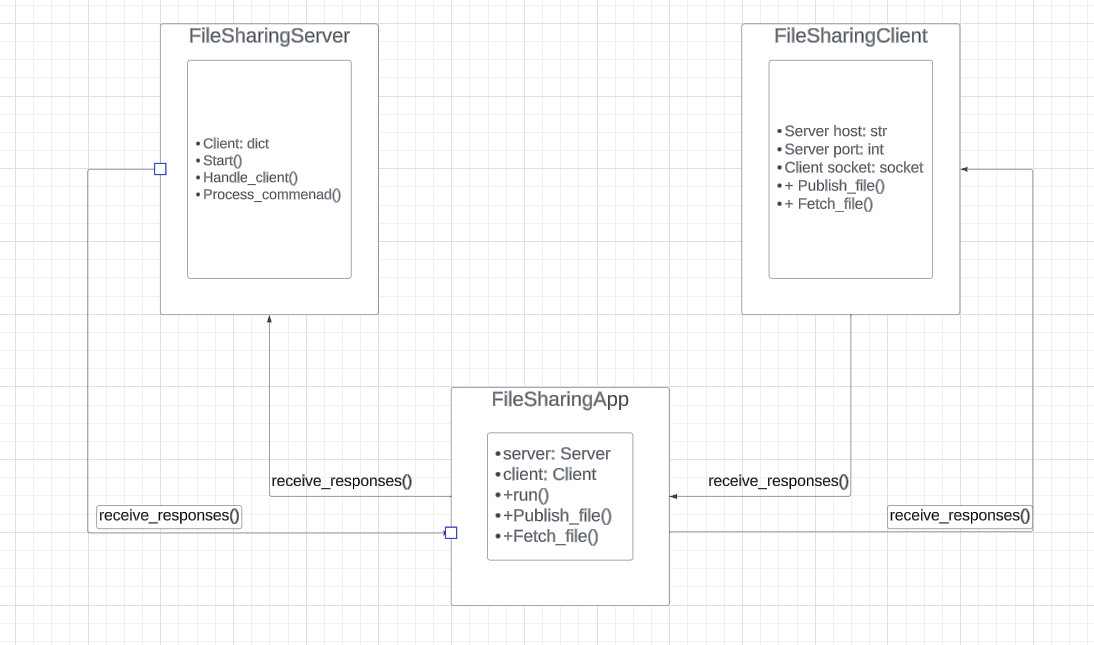 FileSharingServer
• Client: dict
• Start()
• Handle_client()
• Process_commenad()
FileSharingClient
• Server host: str
• Server port: int
• Client socket: socket
• + Publish_file()
• + Fetch_file()
FileSharingApp
• server: Server
• client: Client
• +run()
• +Publish_file()
• +Fetch_file()
receive_responses()
receive_responses()
receive_responses()
receive_responses()